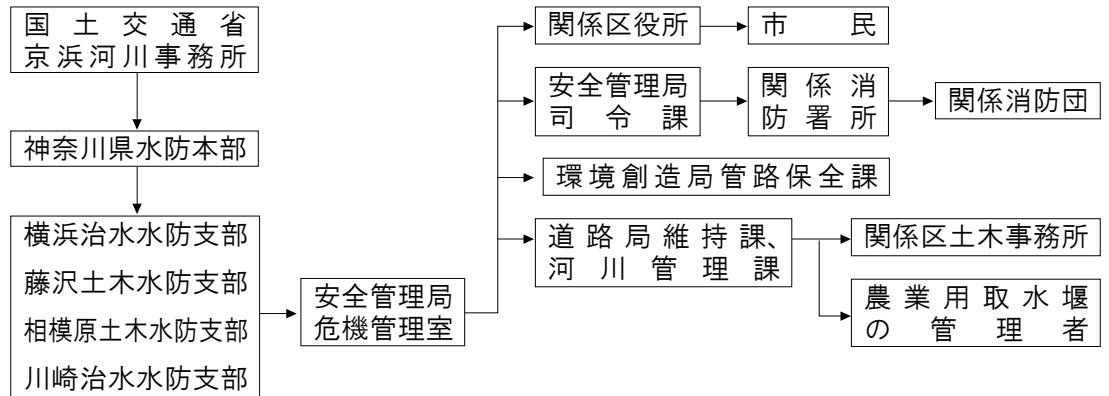 国土交通省
京浜河川事務所
神奈川県水防本部
横浜治水水防支部
藤沢土木水防支部
相模原土木水防支部
川崎治水水防支部
安全管理局
危機管理室
関係区役所
市民
安全管理局
司令課
関係消
防署所
関係消防団
環境創造局管路保全課
道路局維持課、
河川管理課
関係区土木事務所
農業用取水堰
の管理者